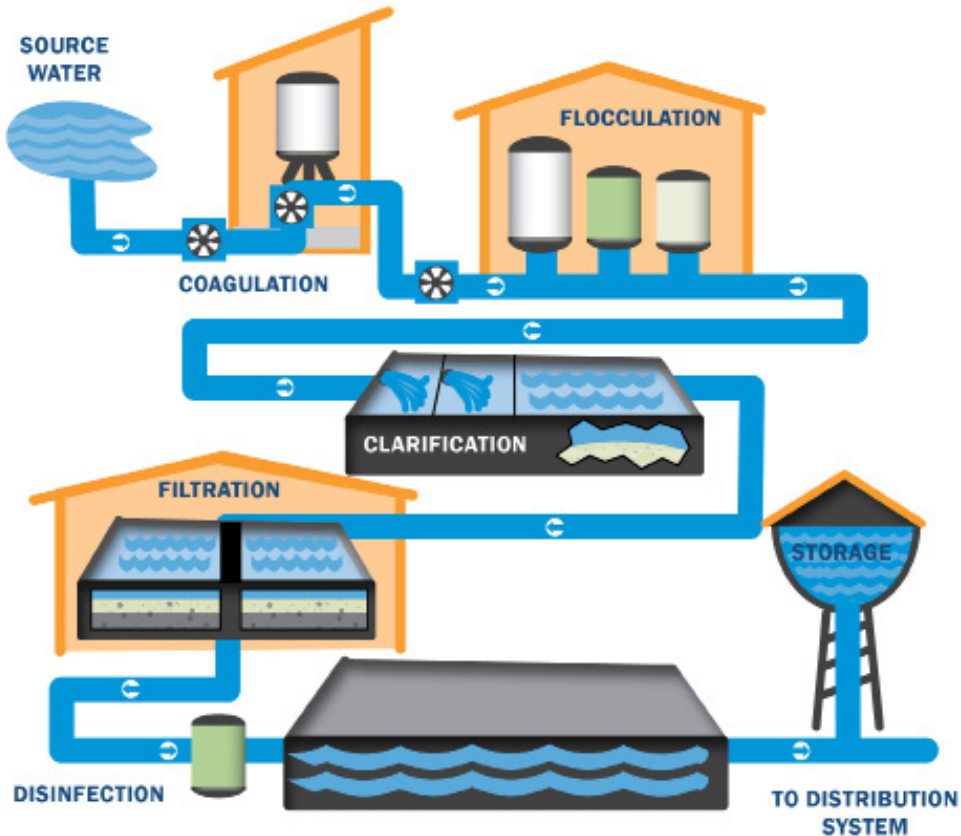 SOURCE
WATER
FLOCCULATION
COAGULATION
CLARIFICATION
FILTRATION
STORAGE
DISINFECTION
TO DISTRIBUTION
SYSTEM